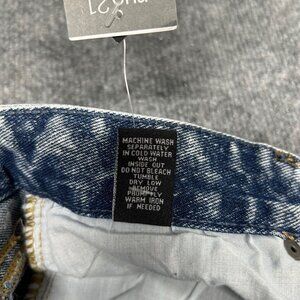 MACHINE WASH
SEPARATELY
IN COLD WATER
WASH
INSIDE OUT
DO NOT BLEACH
TUMBLE
DRY LOW
REMOVE
PROMPTLY
WARM IRON
IF NEEDED